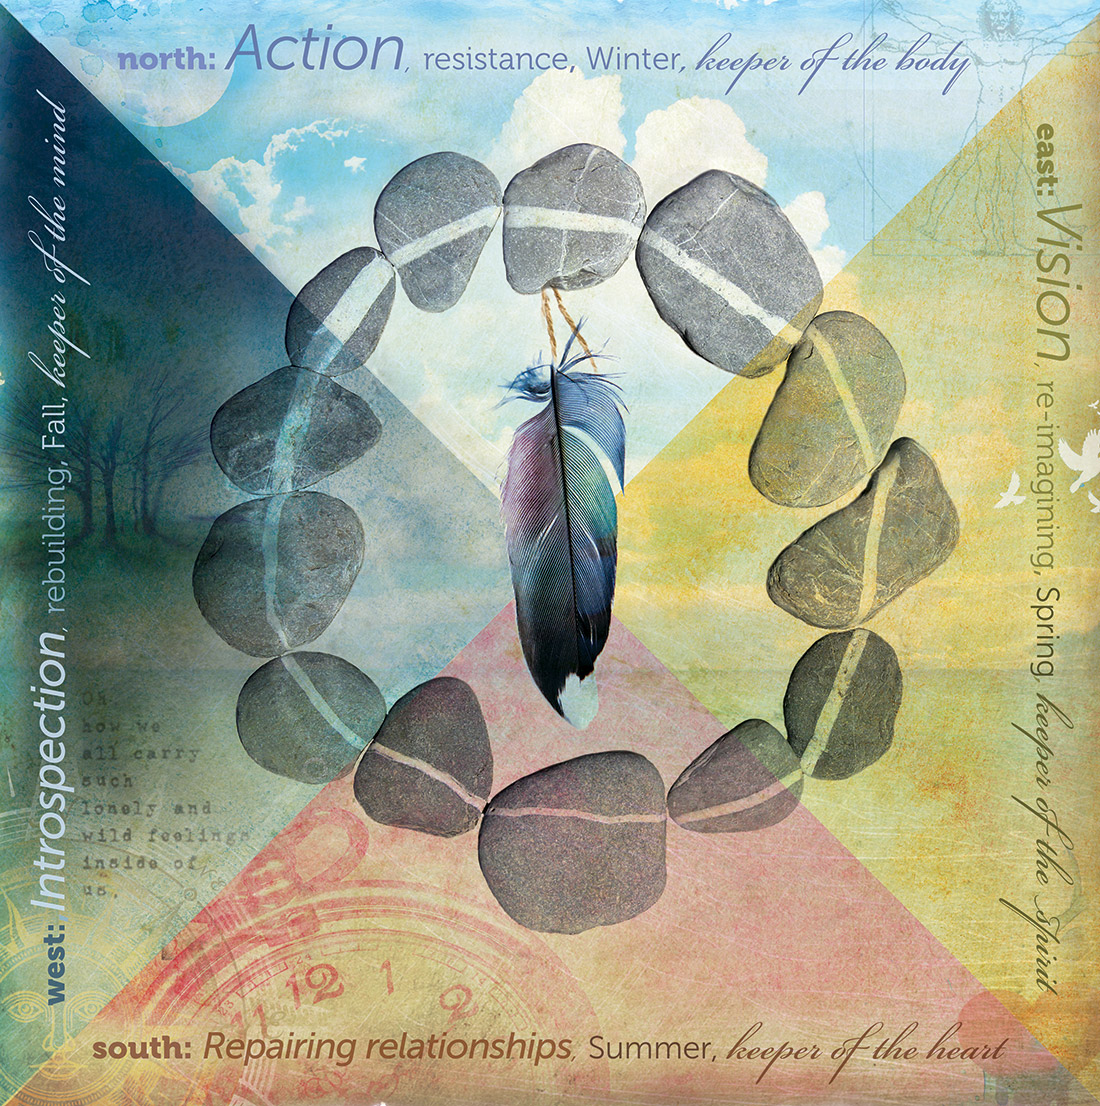 north: Action, resistance, Winter, keeper of the body
east: Vision, re-imagining, Spring keeper of the spirit
west: Introspection, rebuilding, Fall, keeper of the mind
Oh
how we
all carry
such
lonely and
wild feelings
inside of
us.
11 12 1 2
south: Repairing relationships, Summer, keeper of the heart